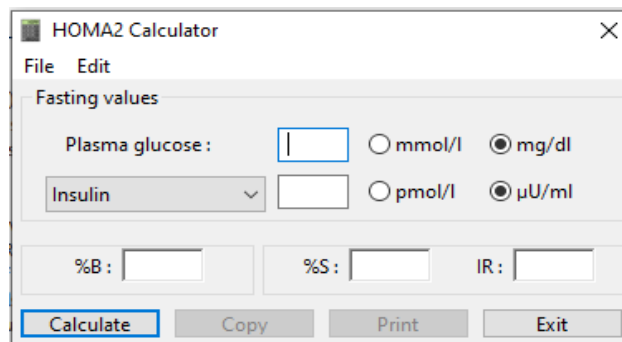 HOMA2 Calculator
File Edit
Fasting values
Plasma glucose : mmol/l mg/dl
Insulin pmol/l µU/ml
%B : %S : IR :
Calculate Copy Print Exit